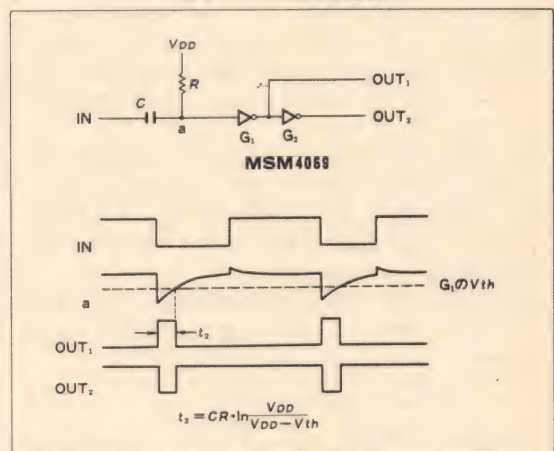 VDD
R
C
IN
a
G₁
G₂
OUT₁
OUT₂
MSM4069
IN
a
G₁のVth
t₂
OUT₁
OUT₂
t₂=CR・ln VDD / VDD−Vth